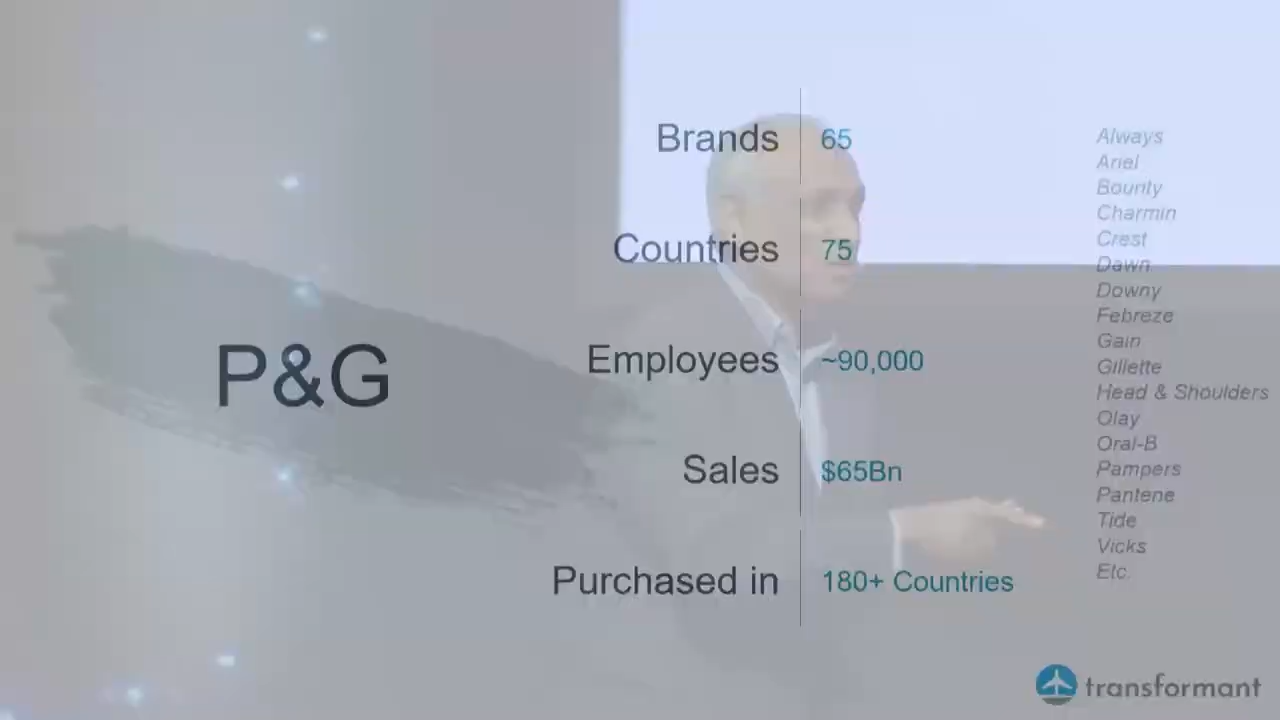 P&G
Brands 65
Countries 75
Employees ~90,000
Sales $65Bn
Purchased in 180+ Countries
Always
Ariel
Bounty
Charmin
Crest
Dawn
Downy
Febreze
Gain
Gillette
Head & Shoulders
Olay
Oral-B
Pampers
Pantene
Tide
Vicks
Etc.
transformant